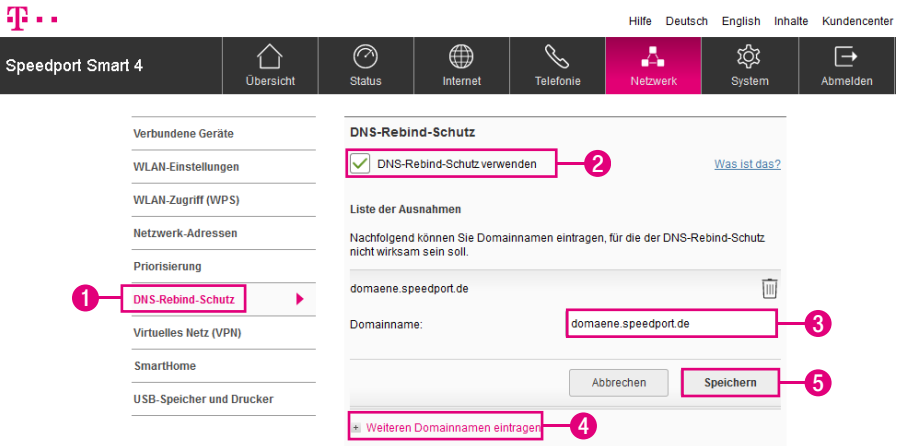 T
Hilfe Deutsch English Inhalte Kundencenter
Speedport Smart 4
Übersicht Status Internet Telefonie Netzwerk System Abmelden
Verbundene Geräte
WLAN-Einstellungen
WLAN-Zugriff (WPS)
Netzwerk-Adressen
Priorisierung
1 DNS-Rebind-Schutz
Virtuelles Netz (VPN)
SmartHome
USB-Speicher und Drucker
DNS-Rebind-Schutz
DNS-Rebind-Schutz verwenden 2 Was ist das?
Liste der Ausnahmen
Nachfolgend können Sie Domainnamen eintragen, für die der DNS-Rebind-Schutz
nicht wirksam sein soll.
domaene.speedport.de
Domainname: domaene.speedport.de 3
Abbrechen Speichern 5
+ Weiteren Domainnamen eintragen 4